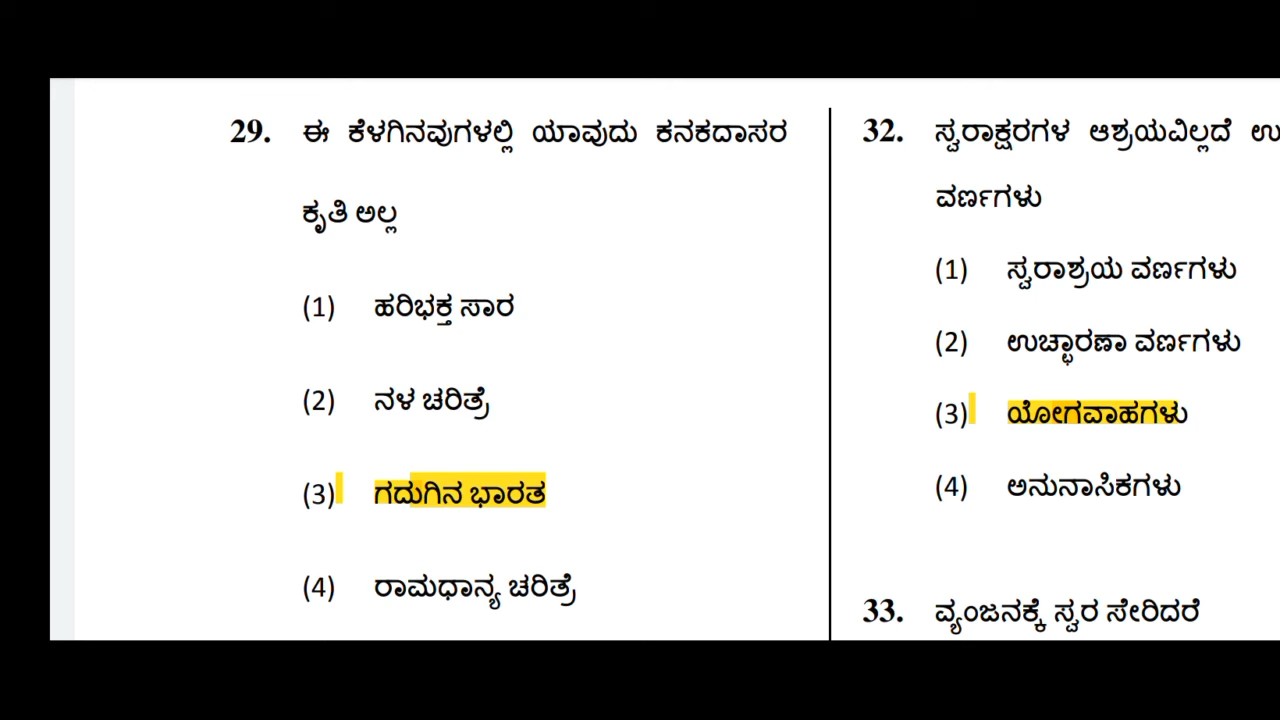 29. ಈ ಕೆಳಗಿನವುಗಳಲ್ಲಿ ಯಾವುದು ಕನಕದಾಸರ
ಕೃತಿ ಅಲ್ಲ
(1) ಹರಿಭಕ್ತ ಸಾರ
(2) ನಳ ಚರಿತ್ರೆ
(3) ಗದುಗಿನ ಭಾರತ
(4) ರಾಮಧಾನ್ಯ ಚರಿತ್ರೆ
32. ಸ್ವರಾಕ್ಷರಗಳ ಆಶ್ರಯವಿಲ್ಲದೆ
ವರ್ಣಗಳು
(1) ಸ್ವರಾಶ್ರಯ ವರ್ಣಗಳು
(2) ಉಚ್ಛಾರಣಾ ವರ್ಣಗಳು
(3) ಯೋಗವಾಹಗಳು
(4) ಅನುನಾಸಿಕಗಳು
33. ವ್ಯಂಜನಕ್ಕೆ ಸ್ವರ ಸೇರಿದರೆ